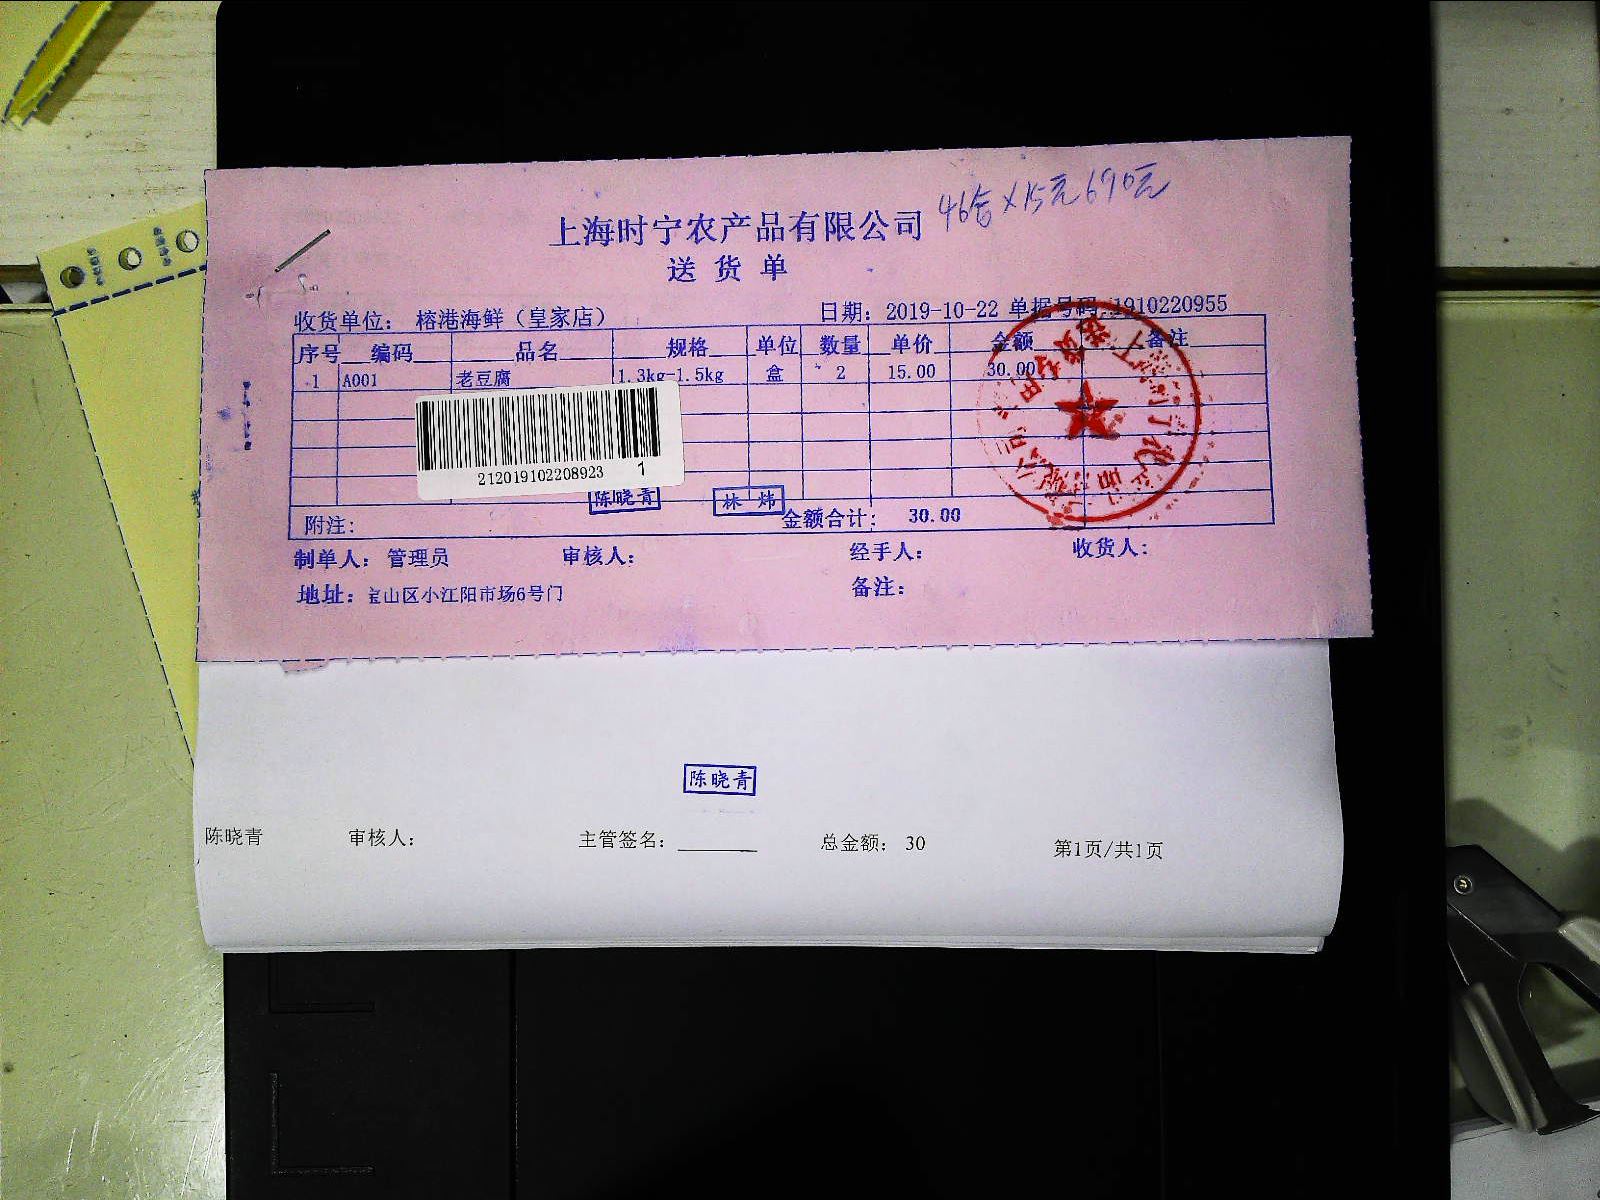 46盒×15元690元
上海时宁农产品有限公司
送货单
收货单位： 榕港海鲜（皇家店） 日期： 2019-10-22 单据号码：1910220955
序号 编码 品名 规格 单位 数量 单价 金额 备注
1 A001 老豆腐 1.3kg-1.5kg 盒 2 15.00 30.00
212019102208923 1
陈晓青 林炜
附注： 金额合计： 30.00
制单人： 管理员 审核人： 经手人： 收货人：
地址：宝山区小江阳市场6号门 备注：
陈晓青
陈晓青 审核人： 主管签名： 总金额： 30 第1页/共1页